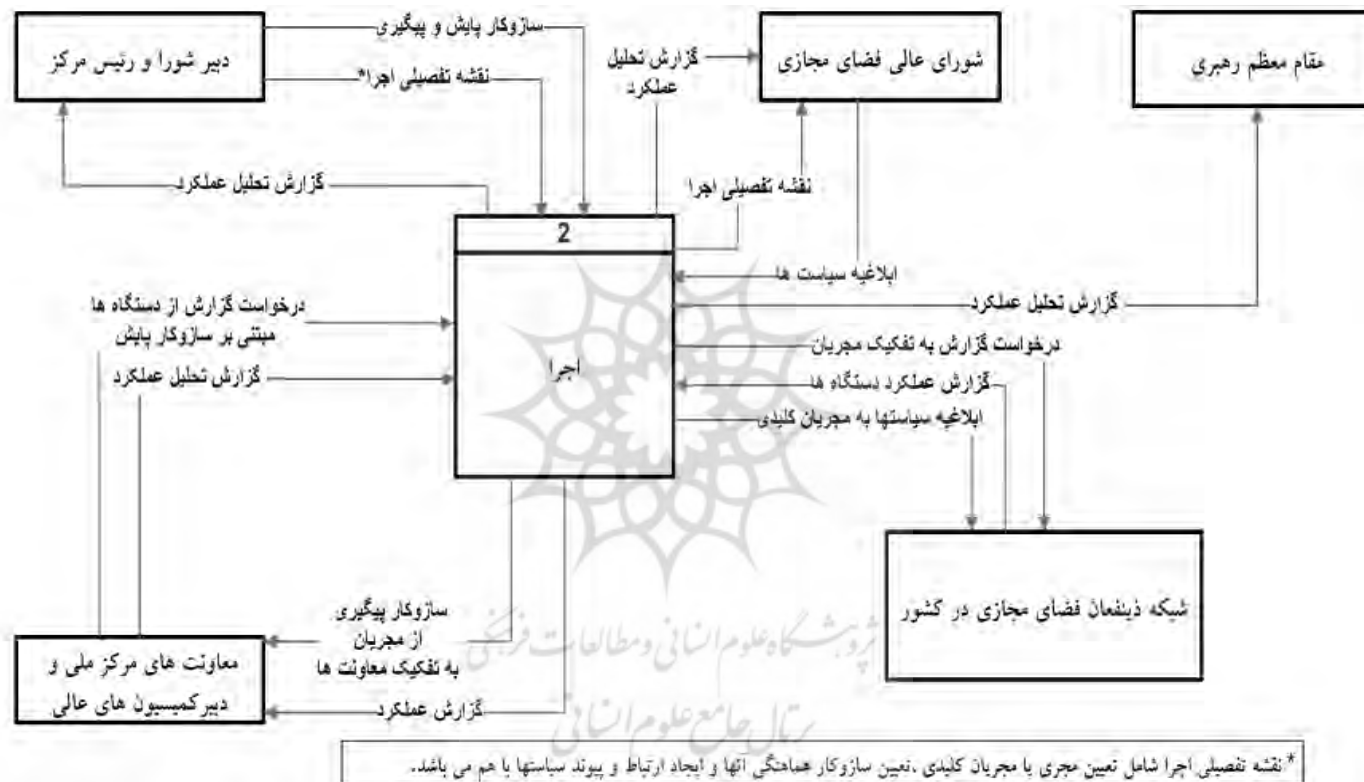 مقام معظم رهبری
شورای عالی فضای مجازی
گزارش تحلیل
عملکرد
سازوکار پایش و پیگیری
نقشه تفصیلی اجرا*
دبیر شورا و رئیس مرکز
گزارش تحلیل عملکرد
نقشه تفصیلی اجرا
2
اجرا
ابلاغیه سیاست ها
گزارش تحلیل عملکرد
درخواست گزارش به تفکیک مجریان
گزارش عملکرد دستگاه ها
ابلاغیه سیاستها به مجریان کلیدی
درخواست گزارش از دستگاه ها
مبتنی بر سازوکار پایش
گزارش تحلیل عملکرد
شبکه ذینفعان فضای مجازی در کشور
سازوکار پیگیری
از مجریان
به تفکیک معاونت ها
گزارش عملکرد
معاونت های مرکز ملی و
دبیرکمیسیون های عالی
پژوهشگاه علوم انسانی و مطالعات فرهنگی
پرتال جامع علوم انسانی
* نقشه تفصیلی اجرا شامل تعیین مجری یا مجریان کلیدی ،تعیین سازوکار هماهنگی آنها و ایجاد ارتباط و پیوند سیاستها با هم می باشد.